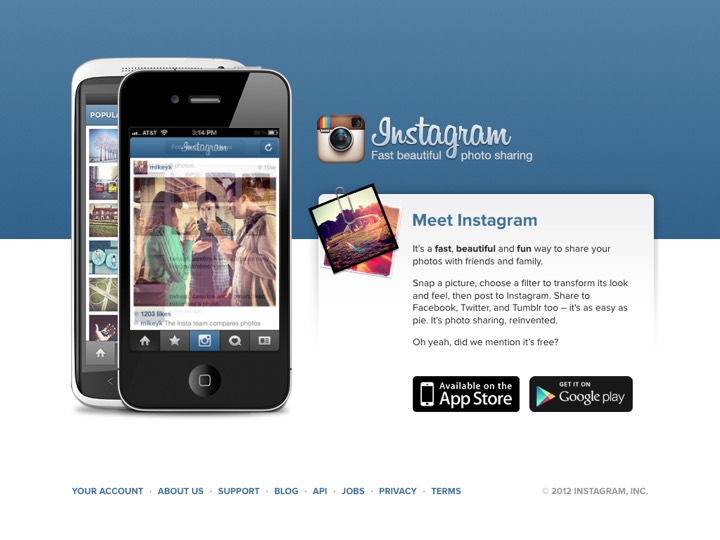 Instagram
Fast beautiful photo sharing
POPULA
AT&T 3:14 PM
Instagram
mikeyk 10w
1203 likes
mikeyk The Insta team compares photos
Meet Instagram
It's a fast, beautiful and fun way to share your
photos with friends and family.
Snap a picture, choose a filter to transform its look
and feel, then post to Instagram. Share to
Facebook, Twitter, and Tumblr too – it's as easy as
pie. It's photo sharing, reinvented.
Oh yeah, did we mention it's free?
Available on the
App Store
GET IT ON
Google play
YOUR ACCOUNT · ABOUT US · SUPPORT · BLOG · API · JOBS · PRIVACY · TERMS
© 2012 INSTAGRAM, INC.